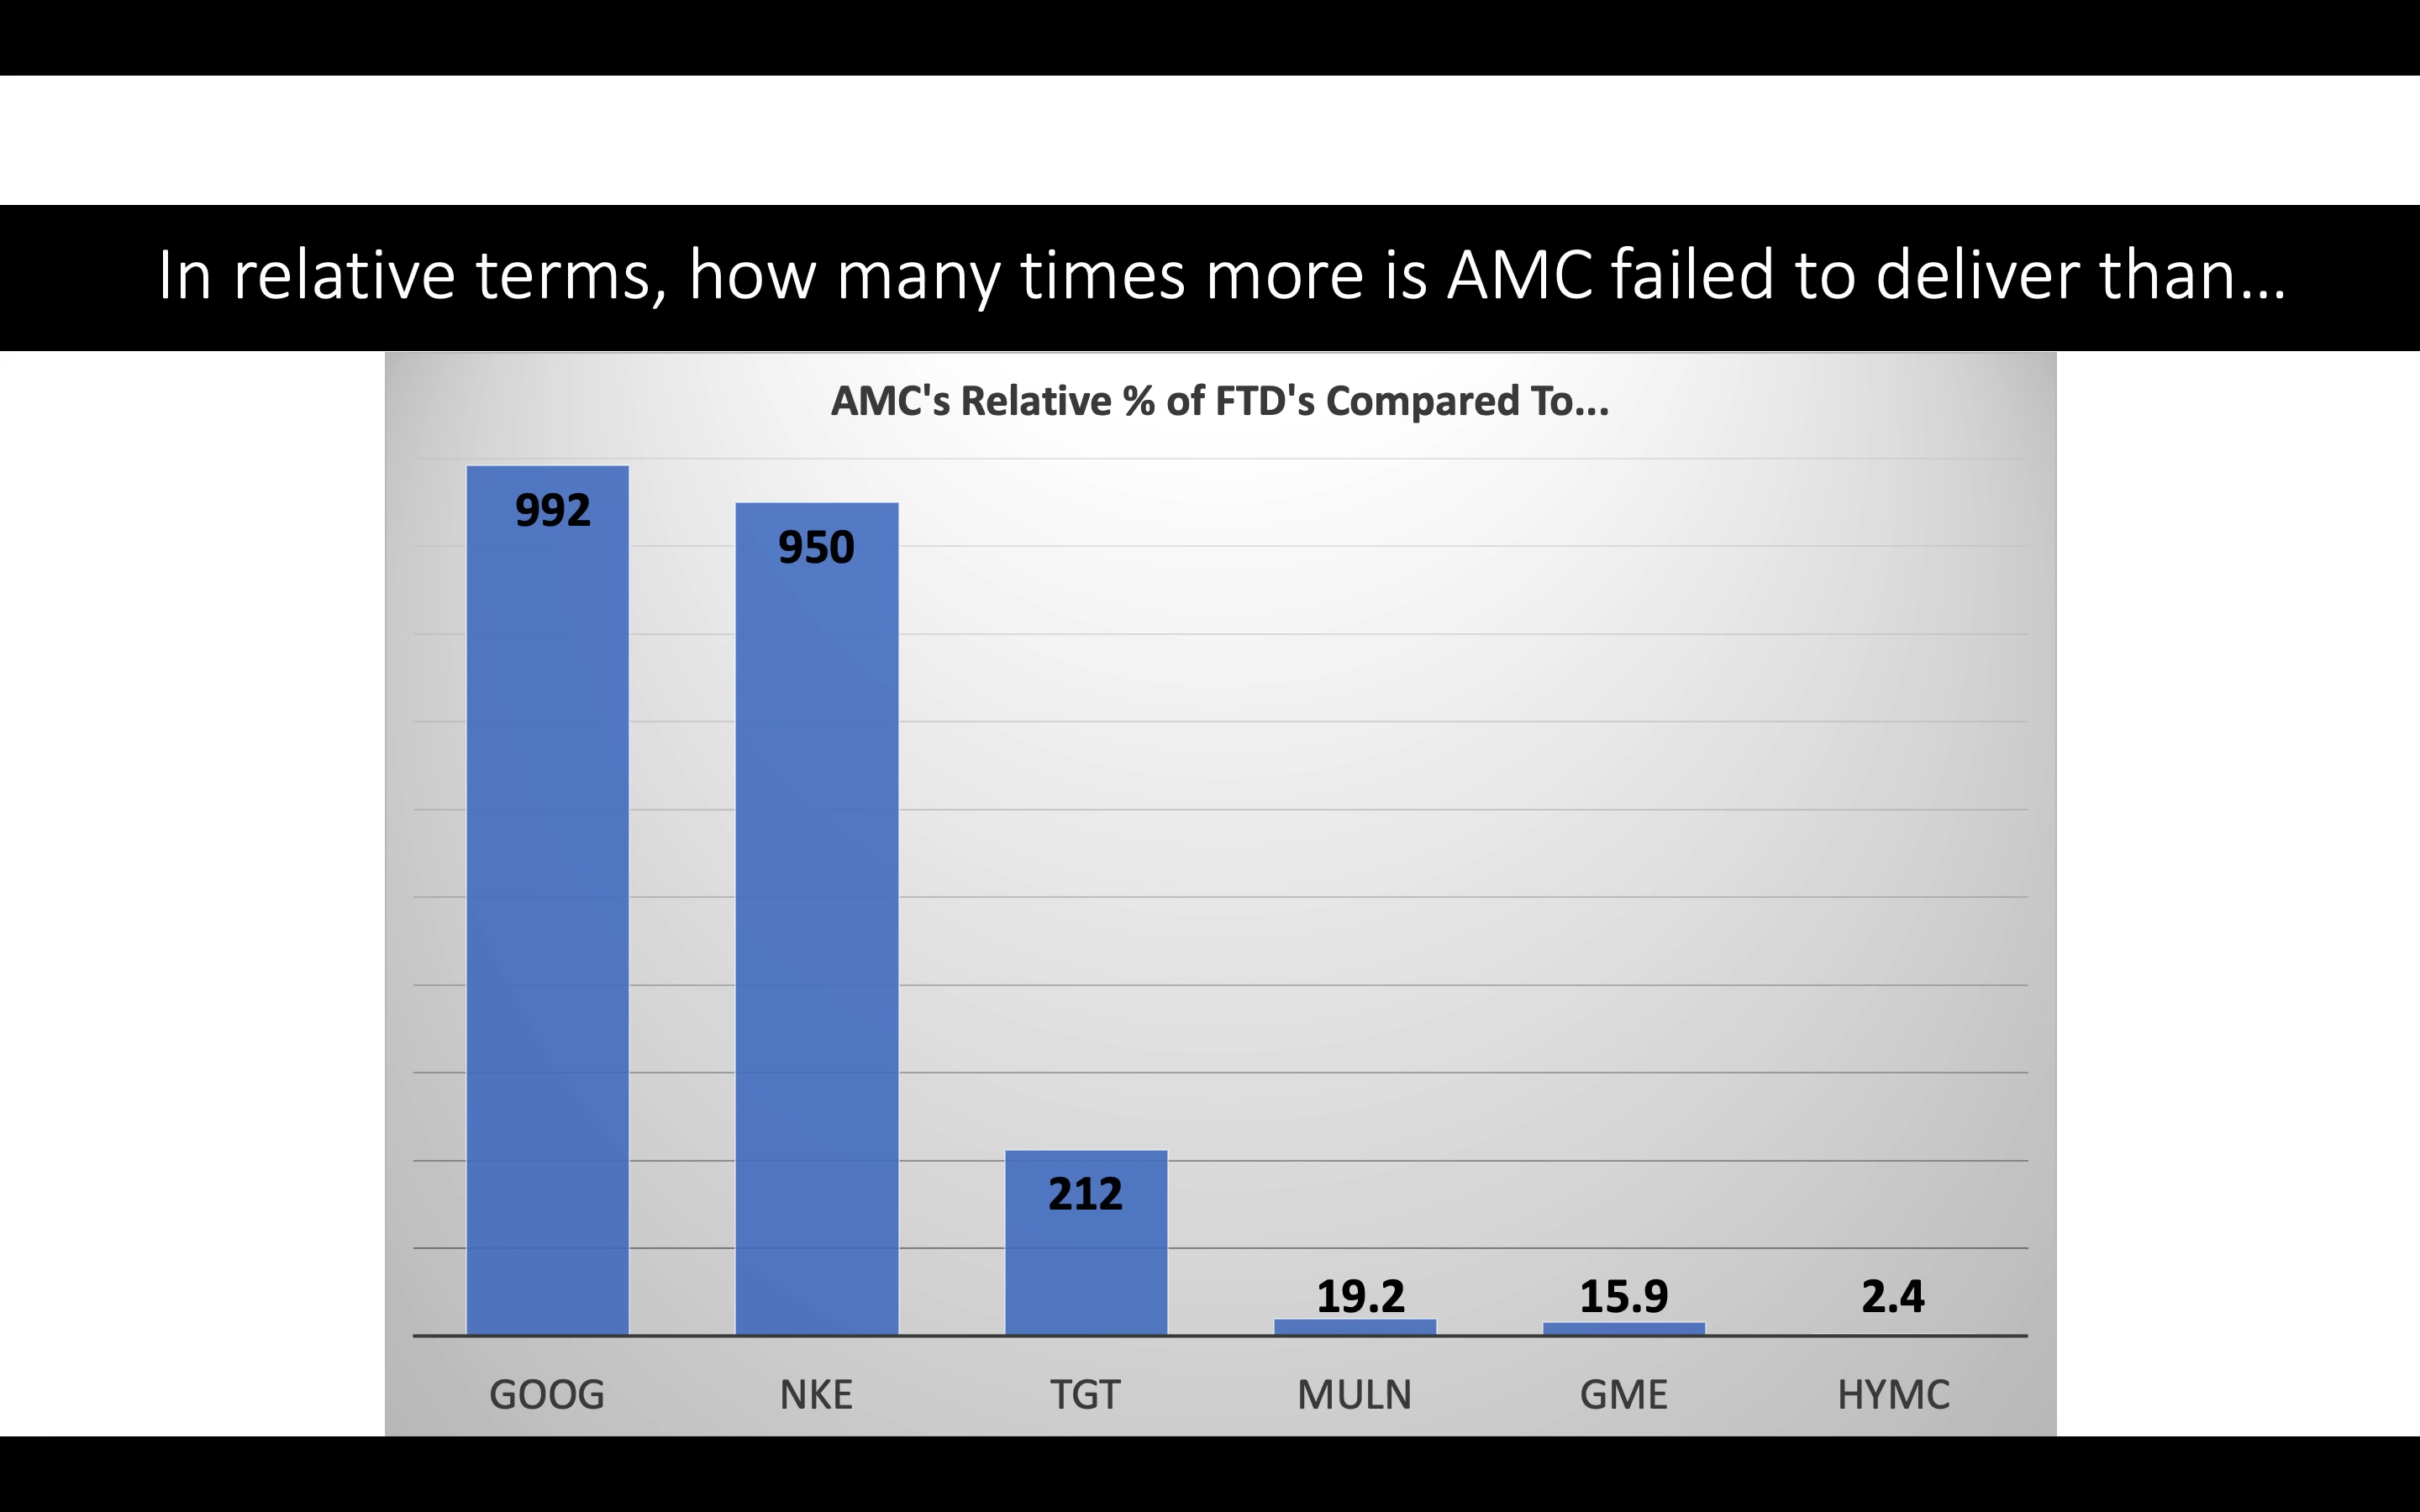 In relative terms, how many times more is AMC failed to deliver than...
AMC's Relative % of FTD's Compared To...
992
950
212
19.2
15.9
2.4
GOOG
NKE
TGT
MULN
GME
HYMC